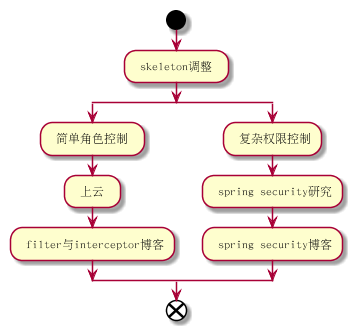 skeleton调整
简单角色控制
复杂权限控制
上云
spring security研究
filter与interceptor博客
spring security博客